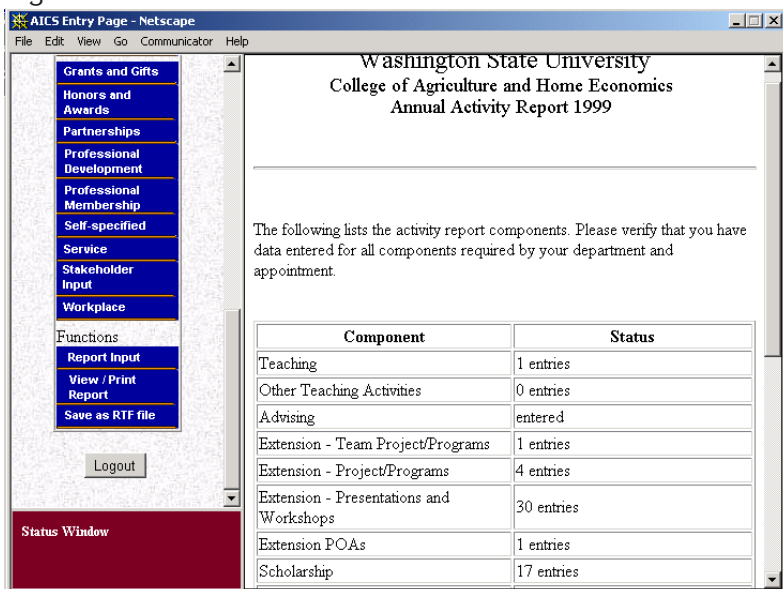 AICS Entry Page - Netscape
File Edit View Go Communicator Help
Grants and Gifts
Honors and
Awards
Partnerships
Professional
Development
Professional
Membership
Self-specified
Service
Stakeholder
Input
Workplace
Functions
Report Input
View / Print
Report
Save as RTF file
Logout
Status Window
Washington State University
College of Agriculture and Home Economics
Annual Activity Report 1999
The following lists the activity report components. Please verify that you have
data entered for all components required by your department and
appointment.
Component Status
Teaching 1 entries
Other Teaching Activities 0 entries
Advising entered
Extension - Team Project/Programs 1 entries
Extension - Project/Programs 4 entries
Extension - Presentations and
Workshops 30 entries
Extension POAs 1 entries
Scholarship 17 entries